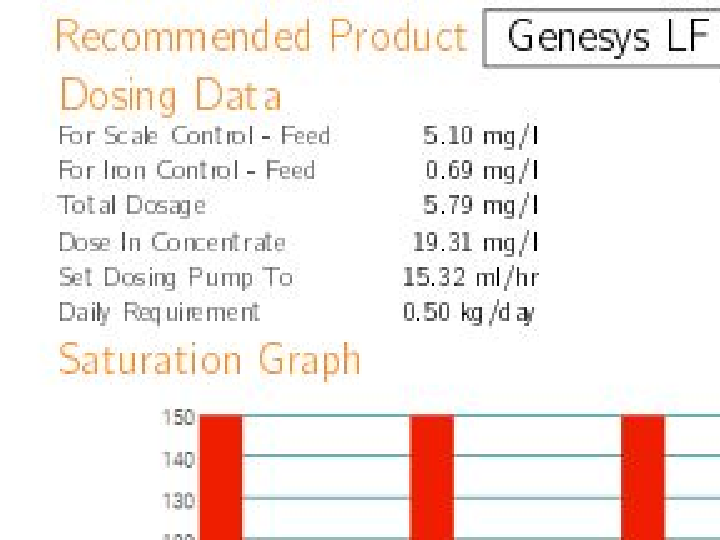 Recommended Product Genesys LF
Dosing Data
For Scale Control - Feed 5.10 mg/l
For Iron Control - Feed 0.69 mg/l
Total Dosage 5.79 mg/l
Dose In Concentrate 19.31 mg/l
Set Dosing Pump To 15.32 ml/hr
Daily Requirement 0.50 kg/day
Saturation Graph
150
140
130